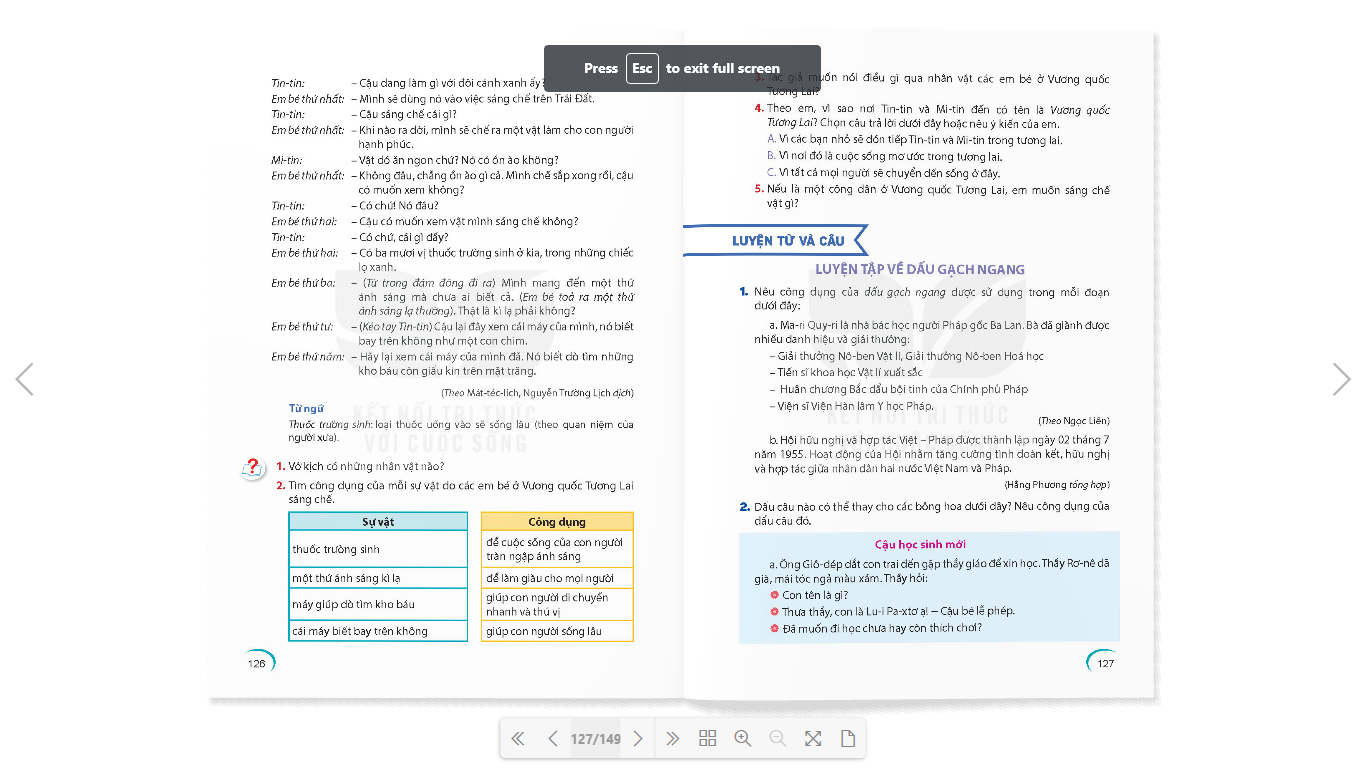 Press Esc to exit full screen
Tin-tin: – Cậu đang làm gì với đôi cánh xanh ấy?
Em bé thứ nhất: – Mình sẽ dùng nó vào việc sáng chế trên Trái Đất.
Tin-tin: – Cậu sáng chế cái gì?
Em bé thứ nhất: – Khi nào ra đời, mình sẽ chế ra một vật làm cho con người
hạnh phúc.
Mi-tin: – Vật đó ăn ngon chứ? Nó có ồn ào không?
Em bé thứ nhất: – Không đâu, chẳng ồn ào gì cả. Mình chế sắp xong rồi, cậu
có muốn xem không?
Tin-tin: – Có chứ! Nó đâu?
Em bé thứ hai: – Cậu có muốn xem vật mình sáng chế không?
Tin-tin: – Có chứ, cái gì đấy?
Em bé thứ hai: – Có ba mươi vị thuốc trường sinh ở kia, trong những chiếc
lọ xanh.
Em bé thứ ba: – (Từ trong đám đông đi ra) Mình mang đến một thứ
ánh sáng mà chưa ai biết cả. (Em bé toả ra một thứ
ánh sáng lạ thường). Thật là kì lạ phải không?
Em bé thứ tư: – (Kéo tay Tin-tin) Cậu lại đây xem cái máy của mình, nó biết
bay trên không như một con chim.
Em bé thứ năm: – Hãy lại xem cái máy của mình đã. Nó biết dò tìm những
kho báu còn giấu kín trên mặt trăng.
(Theo Mát-téc-lích, Nguyễn Trường Lịch dịch)
Từ ngữ
Thuốc trường sinh: loại thuốc uống vào sẽ sống lâu (theo quan niệm của
người xưa).
KẾT NỐI TRI THỨC
VỚI CUỘC SỐNG
1. Vở kịch có những nhân vật nào?
2. Tìm công dụng của mỗi sự vật do các em bé ở Vương quốc Tương Lai
sáng chế.
Sự vật
thuốc trường sinh
một thứ ánh sáng kì lạ
máy giúp dò tìm kho báu
cái máy biết bay trên không
Công dụng
để cuộc sống của con người
tràn ngập ánh sáng
để làm giàu cho mọi người
giúp con người di chuyển
nhanh và thú vị
giúp con người sống lâu
126
3. Tác giả muốn nói điều gì qua nhân vật các em bé ở Vương quốc
Tương Lai?
4. Theo em, vì sao nơi Tin-tin và Mi-tin đến có tên là Vương quốc
Tương Lai? Chọn câu trả lời dưới đây hoặc nêu ý kiến của em.
A. Vì các bạn nhỏ sẽ đón tiếp Tin-tin và Mi-tin trong tương lai.
B. Vì nơi đó là cuộc sống mơ ước trong tương lai.
C. Vì tất cả mọi người sẽ chuyển đến sống ở đây.
5. Nếu là một công dân ở Vương quốc Tương Lai, em muốn sáng chế
vật gì?
LUYỆN TỪ VÀ CÂU
LUYỆN TẬP VỀ DẤU GẠCH NGANG
1. Nêu công dụng của dấu gạch ngang được sử dụng trong mỗi đoạn
dưới đây:
a. Ma-ri Quy-ri là nhà bác học người Pháp gốc Ba Lan. Bà đã giành được
nhiều danh hiệu và giải thưởng:
– Giải thưởng Nô-ben Vật lí, Giải thưởng Nô-ben Hoá học
– Tiến sĩ khoa học Vật lí xuất sắc
– Huân chương Bắc đẩu bội tinh của Chính phủ Pháp
– Viện sĩ Viện Hàn lâm Y học Pháp.
KẾT NỐI TRI THỨC
(Theo Ngọc Liên)
b. Hội hữu nghị và hợp tác Việt – Pháp được thành lập ngày 02 tháng 7
năm 1955. Hoạt động của Hội nhằm tăng cường tình đoàn kết, hữu nghị
và hợp tác giữa nhân dân hai nước Việt Nam và Pháp.
(Hằng Phương tổng hợp)
2. Dấu câu nào có thể thay cho các bông hoa dưới đây? Nêu công dụng của
dấu câu đó.
Cậu học sinh mới
a. Ông Giô-dép dắt con trai đến gặp thầy giáo để xin học. Thầy Rơ-nê đã
già, mái tóc ngả màu xám. Thầy hỏi:
Con tên là gì?
Thưa thầy, con là Lu-i Pa-xtơ ạ! – Cậu bé lễ phép.
Đã muốn đi học chưa hay còn thích chơi?
127
127/149